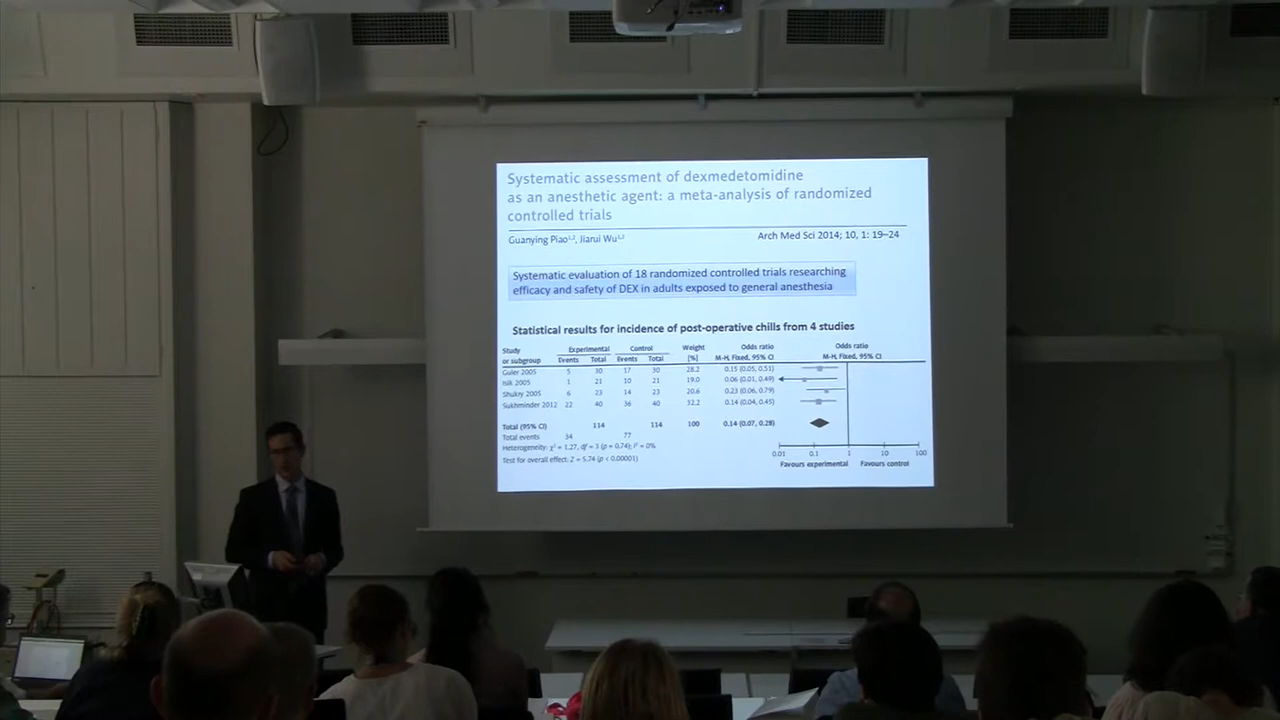 Systematic assessment of dexmedetomidine
as an anesthetic agent: a meta-analysis of randomized
controlled trials
Guanying Piao1,2, Jiarui Wu1,2
Arch Med Sci 2014; 10, 1: 19–24
Systematic evaluation of 18 randomized controlled trials researching
efficacy and safety of DEX in adults exposed to general anesthesia
Statistical results for incidence of post-operative chills from 4 studies
Study Experimental Control Weight Odds ratio Odds ratio
or subgroup Events Total Events Total [%] M-H, Fixed, 95% CI M-H, Fixed, 95% CI
Guler 2005 5 30 17 30 28.2 0.15 (0.05, 0.51)
Isik 2005 1 21 10 21 19.0 0.06 (0.01, 0.49)
Shukry 2005 6 23 14 23 20.6 0.23 (0.06, 0.79)
Sukhminder 2012 22 40 36 40 32.2 0.14 (0.04, 0.45)
Total (95% CI) 114 114 100 0.14 (0.07, 0.28)
Total events 34 77
Heterogeneity: χ² = 1.27, df = 3 (p = 0.74); I² = 0%
Test for overall effect: Z = 5.74 (p < 0.00001)
0.01 0.1 1 10 100
Favours experimental Favours control